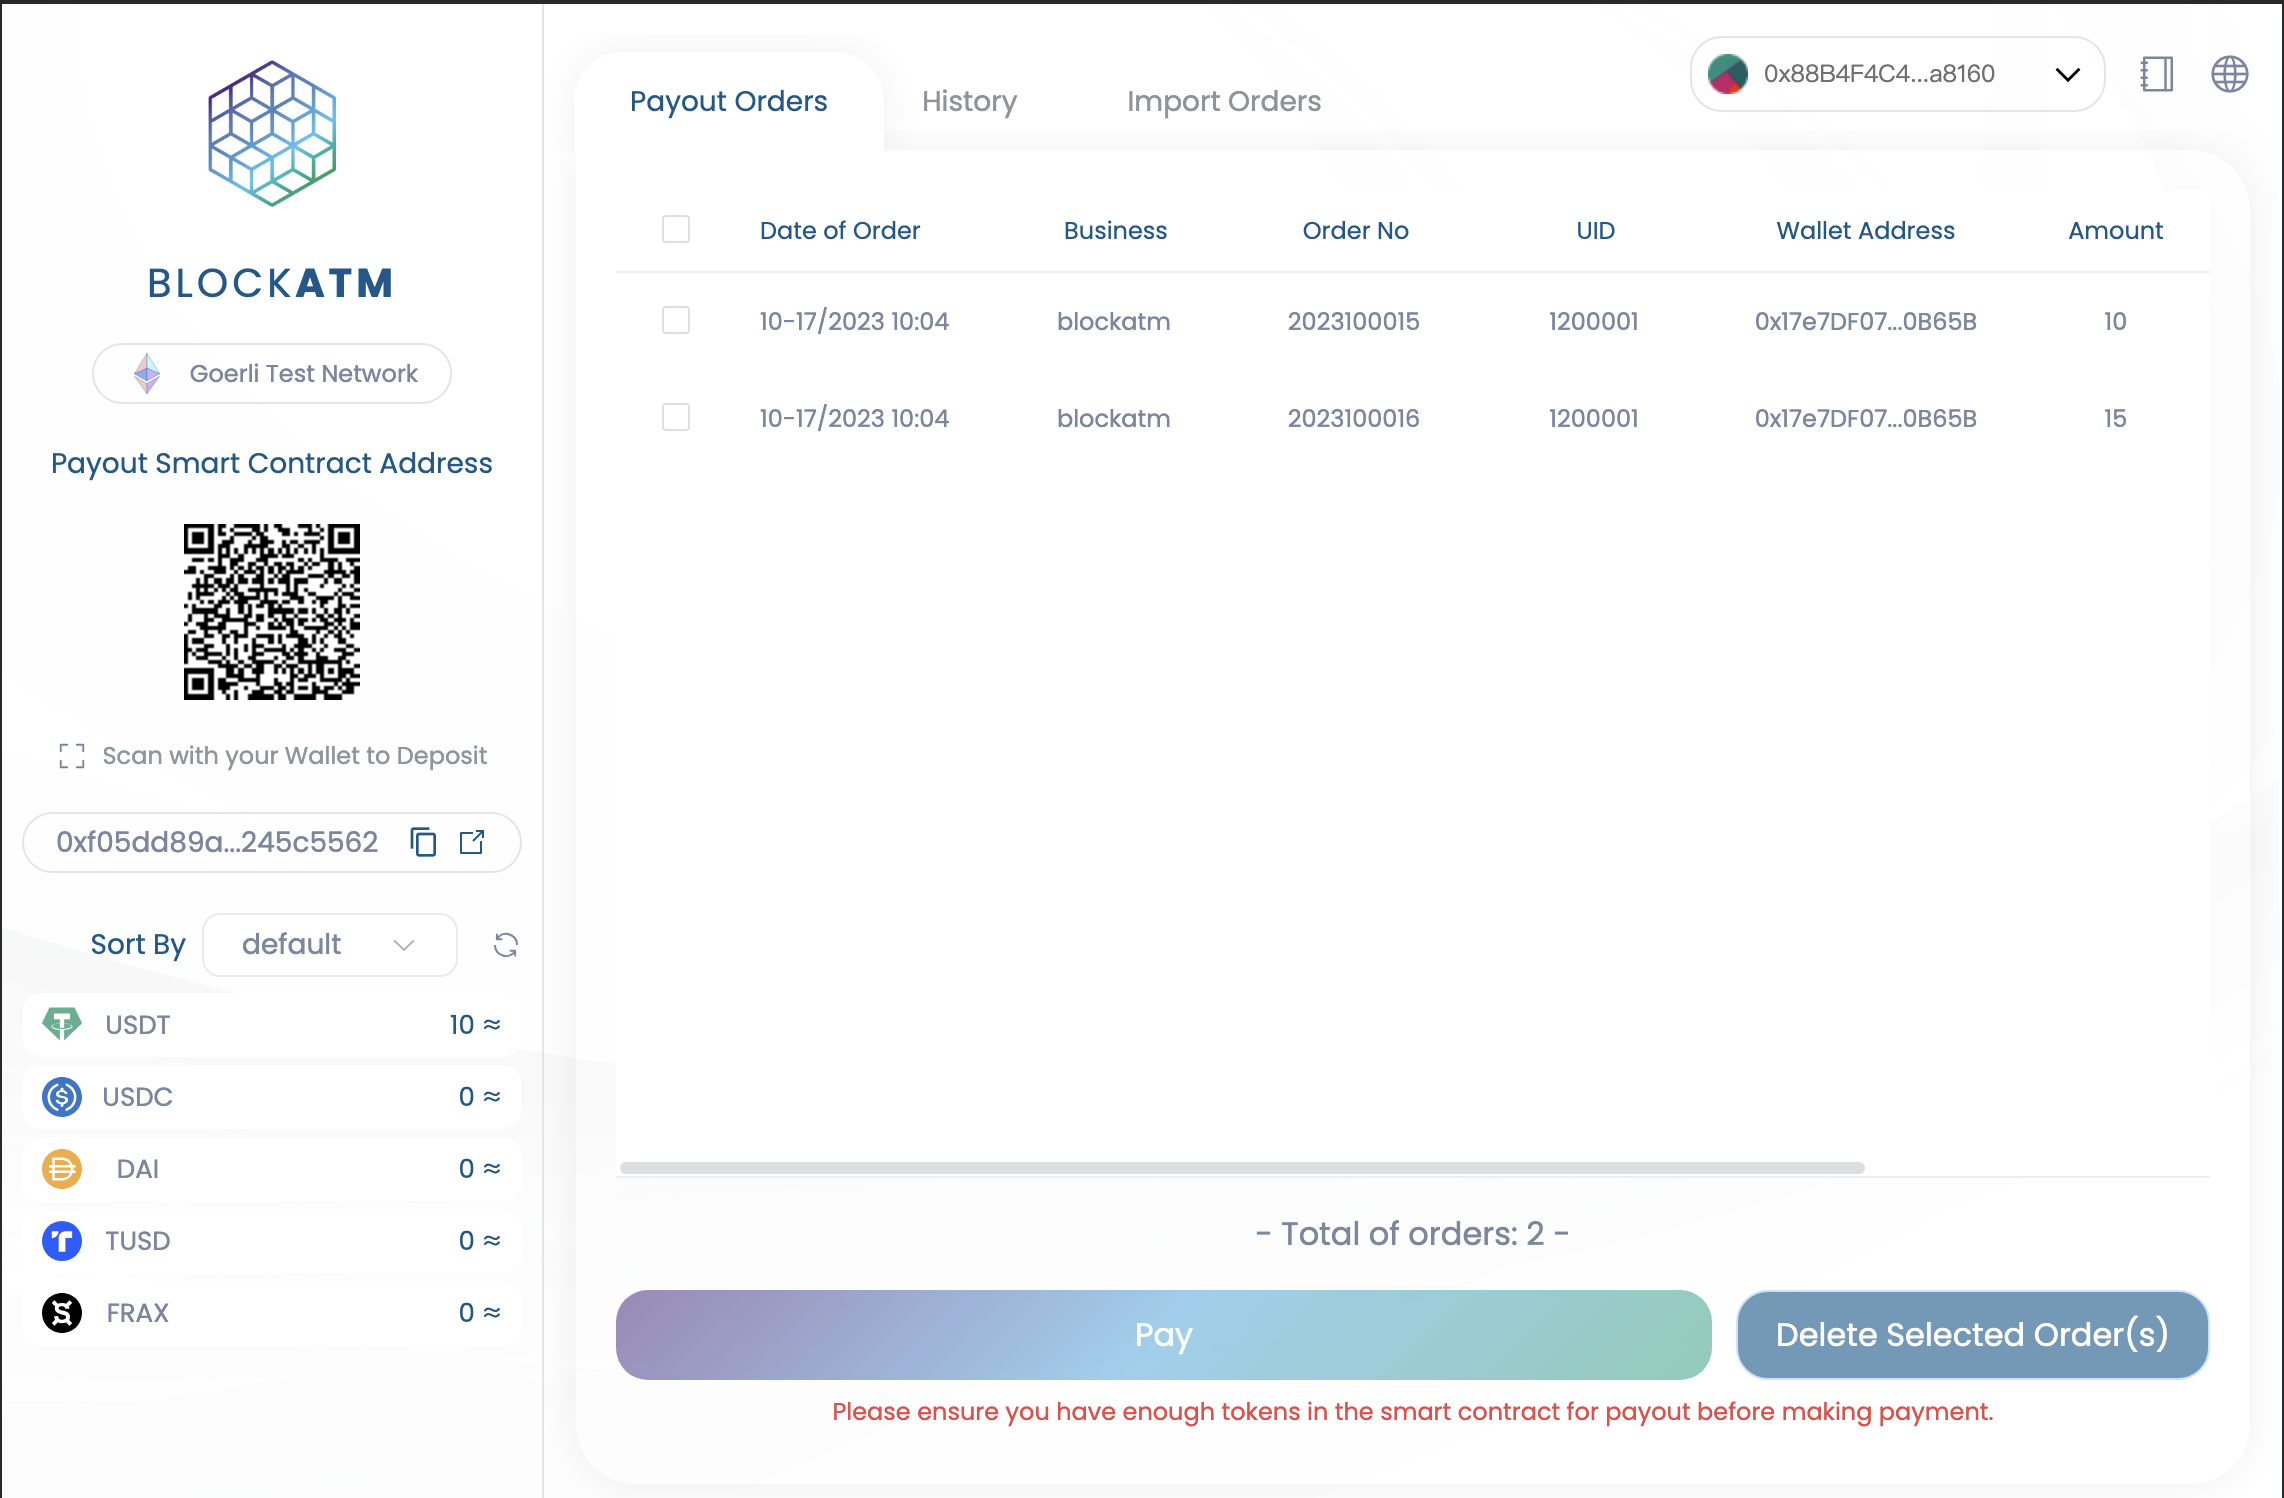 BLOCKATM
Goerli Test Network
Payout Smart Contract Address
Scan with your Wallet to Deposit
0xf05dd89a...245c5562
Sort By default
USDT 10 ≈
USDC 0 ≈
DAI 0 ≈
TUSD 0 ≈
FRAX 0 ≈
Payout Orders History Import Orders
0x88B4F4C4...a8160
Date of Order Business Order No UID Wallet Address Amount
10-17/2023 10:04 blockatm 2023100015 1200001 0x17e7DF07...0B65B 10
10-17/2023 10:04 blockatm 2023100016 1200001 0x17e7DF07...0B65B 15
- Total of orders: 2 -
Pay Delete Selected Order(s)
Please ensure you have enough tokens in the smart contract for payout before making payment.